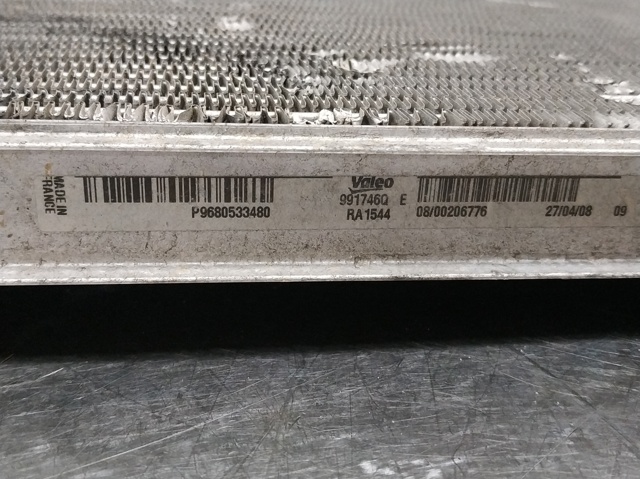 MADE IN
FRANCE
P9680533480
Valeo
991746Q E
RA1544
08/00206776
27/04/08 09